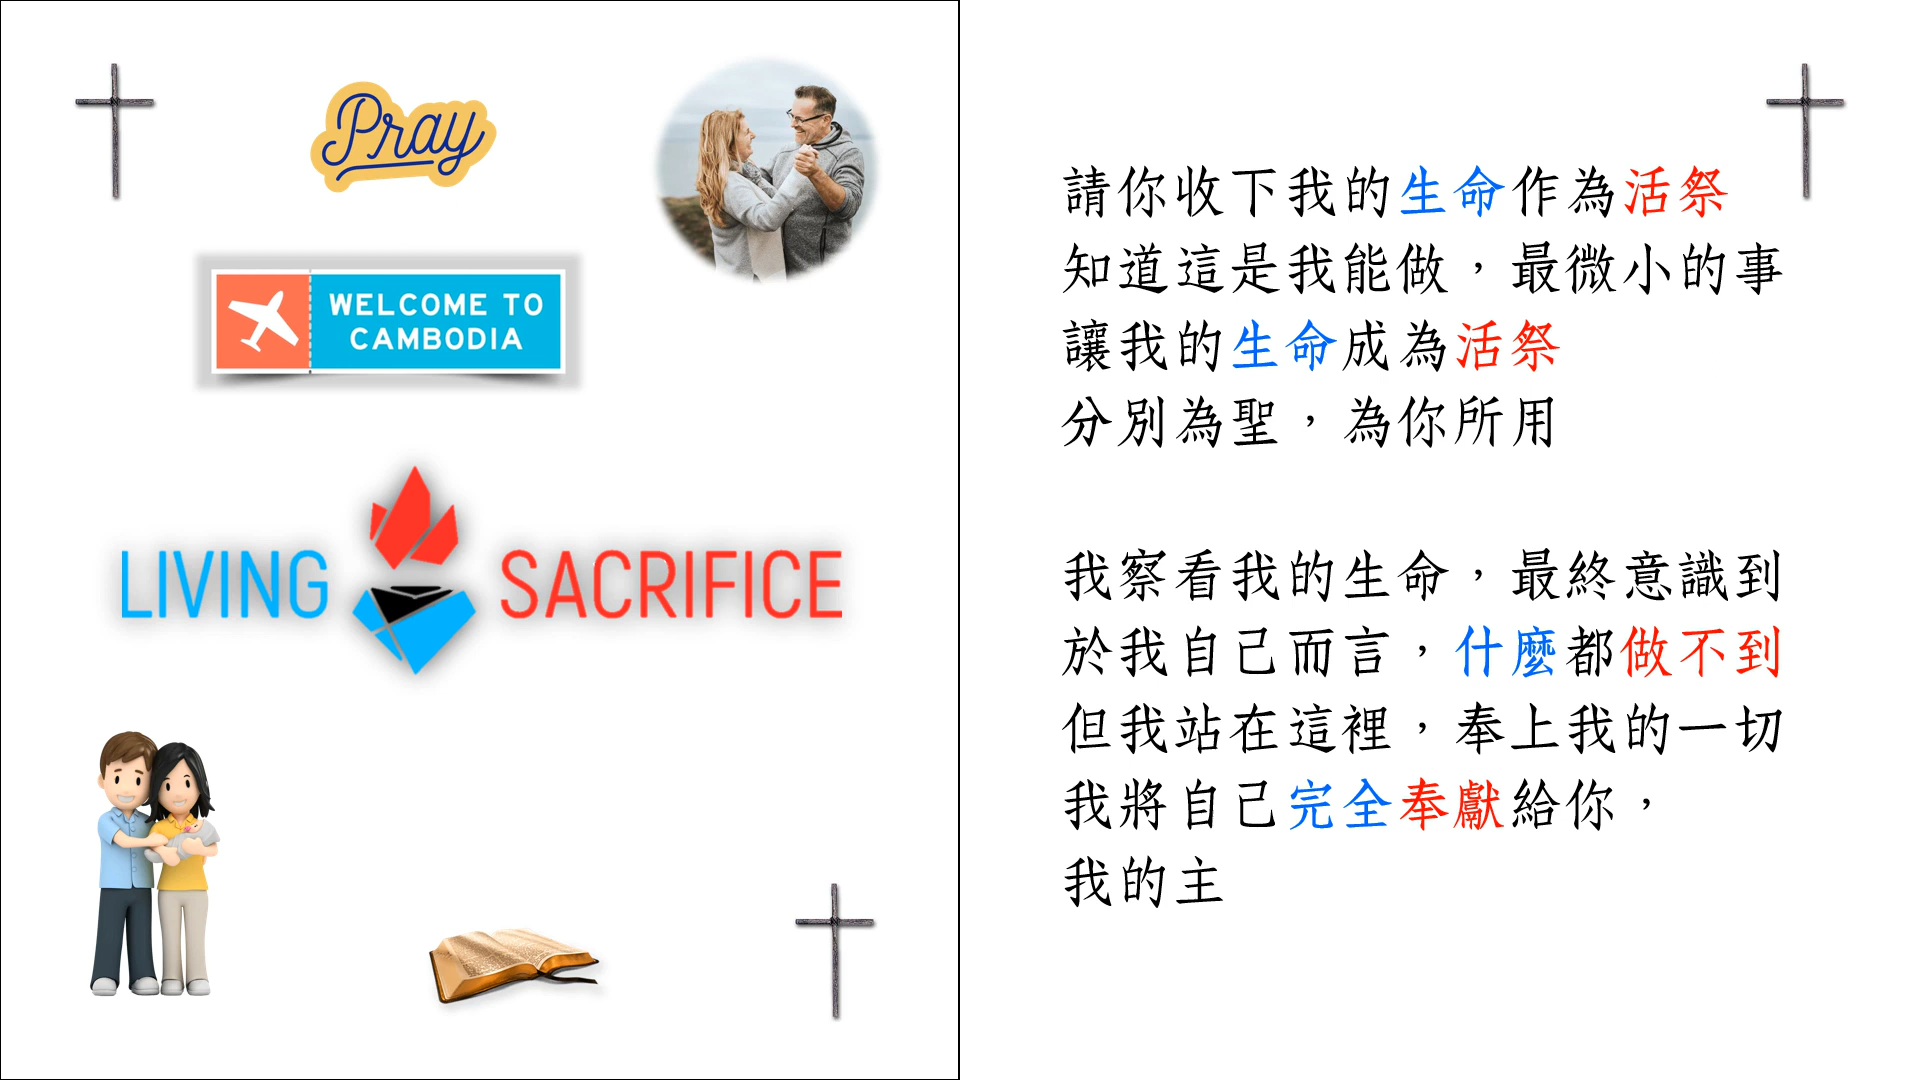 Pray
WELCOME TO
CAMBODIA
LIVING SACRIFICE
請你收下我的生命作為活祭
知道這是我能做，最微小的事
讓我的生命成為活祭
分別為聖，為你所用
我察看我的生命，最終意識到
於我自己而言，什麼都做不到
但我站在這裡，奉上我的一切
我將自己完全奉獻給你，
我的主